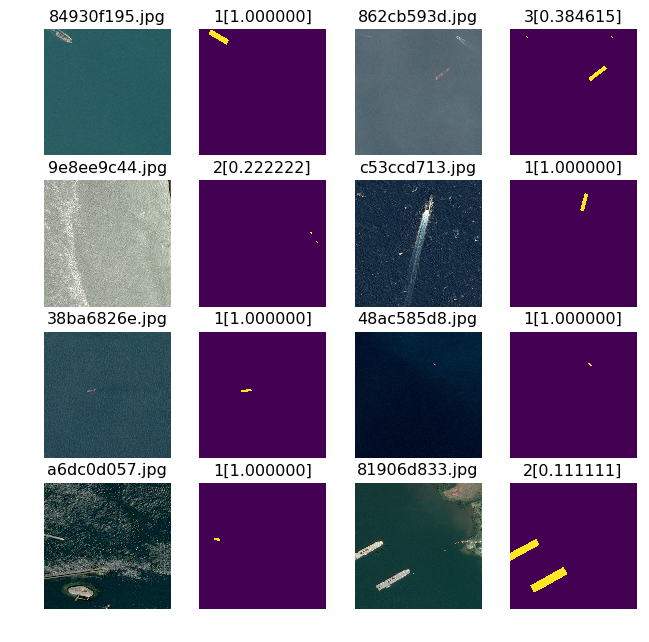 84930f195.jpg 1[1.000000] 862cb593d.jpg 3[0.384615]
9e8ee9c44.jpg 2[0.222222] c53ccd713.jpg 1[1.000000]
38ba6826e.jpg 1[1.000000] 48ac585d8.jpg 1[1.000000]
a6dc0d057.jpg 1[1.000000] 81906d833.jpg 2[0.111111]